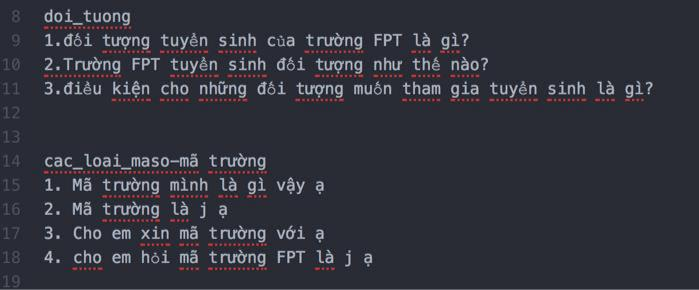 8 doi_tuong
9 1.đối tượng tuyển sinh của trường FPT là gì?
10 2.Trường FPT tuyển sinh đối tượng như thế nào?
11 3.điều kiện cho những đối tượng muốn tham gia tuyển sinh là gì?
12
13
14 cac_loai_maso-mã trường
15 1. Mã trường mình là gì vậy ạ
16 2. Mã trường là j ạ
17 3. Cho em xin mã trường với ạ
18 4. cho em hỏi mã trường FPT là j ạ
19